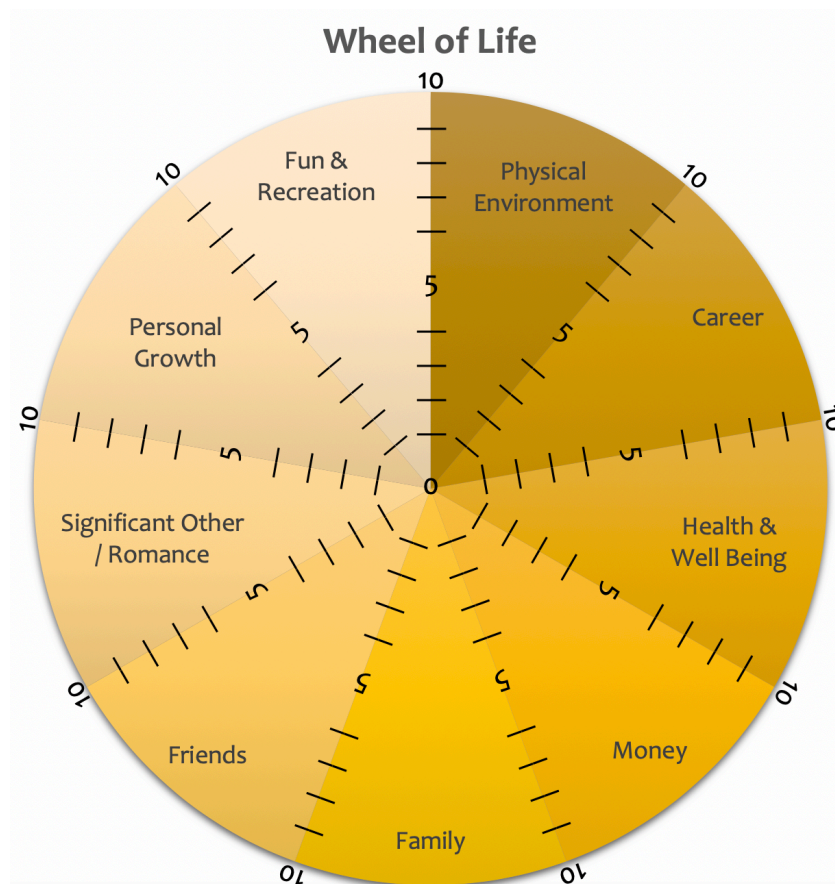 Wheel of Life
10
Fun &
Recreation
Physical
Environment
10
10
5
5
5
Personal
Growth
Career
10
10
5
5
0
Significant Other
/ Romance
Health &
Well Being
5
5
10
10
5
5
Friends
Money
Family
10
10